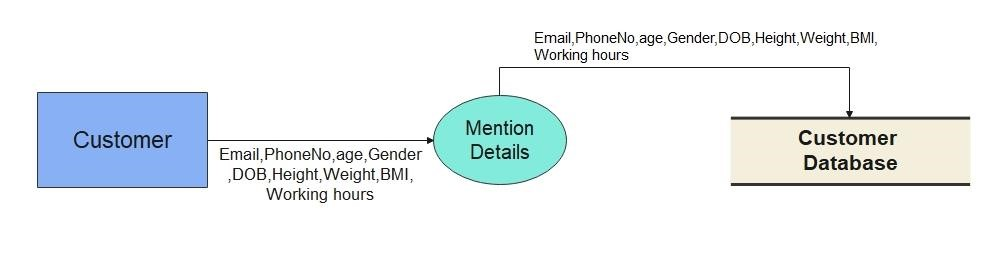 Email,PhoneNo,age,Gender,DOB,Height,Weight,BMI,
Working hours
Customer
Email,PhoneNo,age,Gender
,DOB,Height,Weight,BMI,
Working hours
Mention
Details
Customer
Database